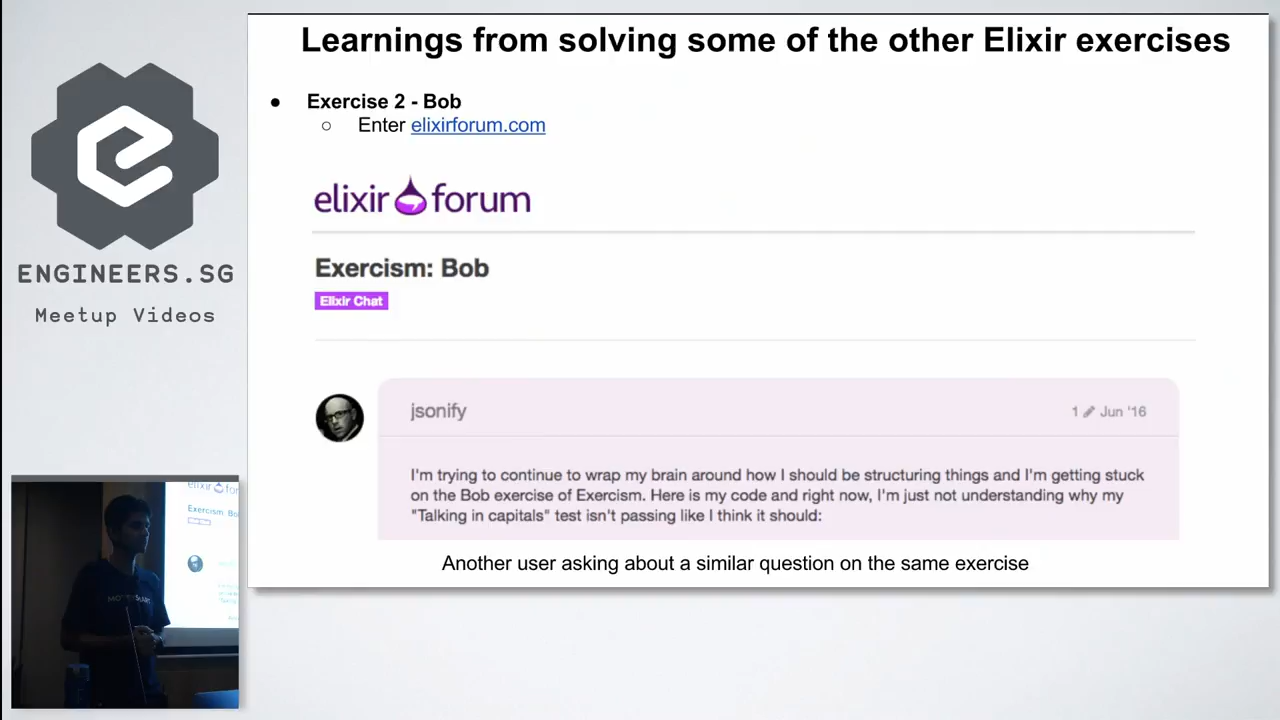 Learnings from solving some of the other Elixir exercises
● Exercise 2 - Bob
○ Enter elixirforum.com
elixir forum
Exercism: Bob
Elixir Chat
jsonify
1 Jun '16
I'm trying to continue to wrap my brain around how I should be structuring things and I'm getting stuck
on the Bob exercise of Exercism. Here is my code and right now, I'm just not understanding why my
"Talking in capitals" test isn't passing like I think it should:
Another user asking about a similar question on the same exercise
ENGINEERS.SG
Meetup Videos
elixir for
Exercism: Bob